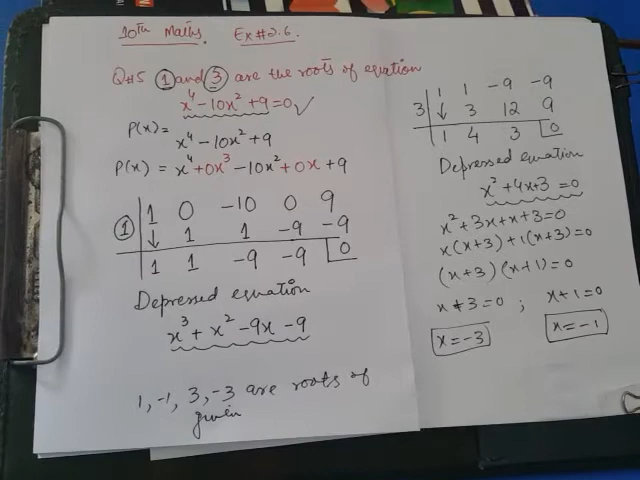 10TH Maths. Ex#2.6.
Q#5 1 and 3 are the roots of equation
x⁴-10x²+9=0 ✓
P(x)= x⁴-10x²+9
P(x)= x⁴+0x³-10x²+0x+9
1 | 1 0 -10 0 9
↓ 1 1 -9 -9
1 1 -9 -9 | 0
Depressed equation
x³+x²-9x-9
1, -1, 3, -3 are roots of
given
1 1 -9 -9
3 | ↓ 3 12 9
1 4 3 | 0
Depressed equation
x²+4x+3=0
x²+3x+x+3=0
x(x+3)+1(x+3)=0
(x+3)(x+1)=0
x+3=0 ; x+1=0
x=-3 x=-1